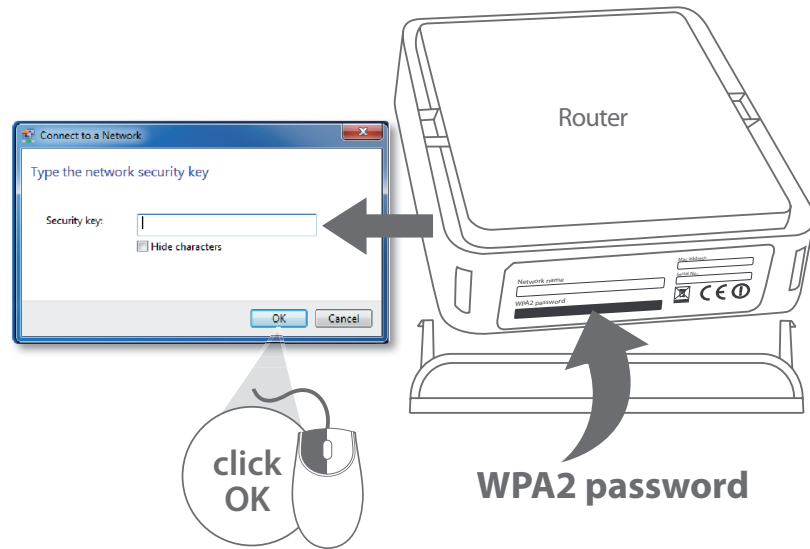 Router
Connect to a Network
Type the network security key
Security key:
Hide characters
OK
Cancel
Network name
WPA2 password
Mac Address
Serial No.
CE
click
OK
WPA2 password